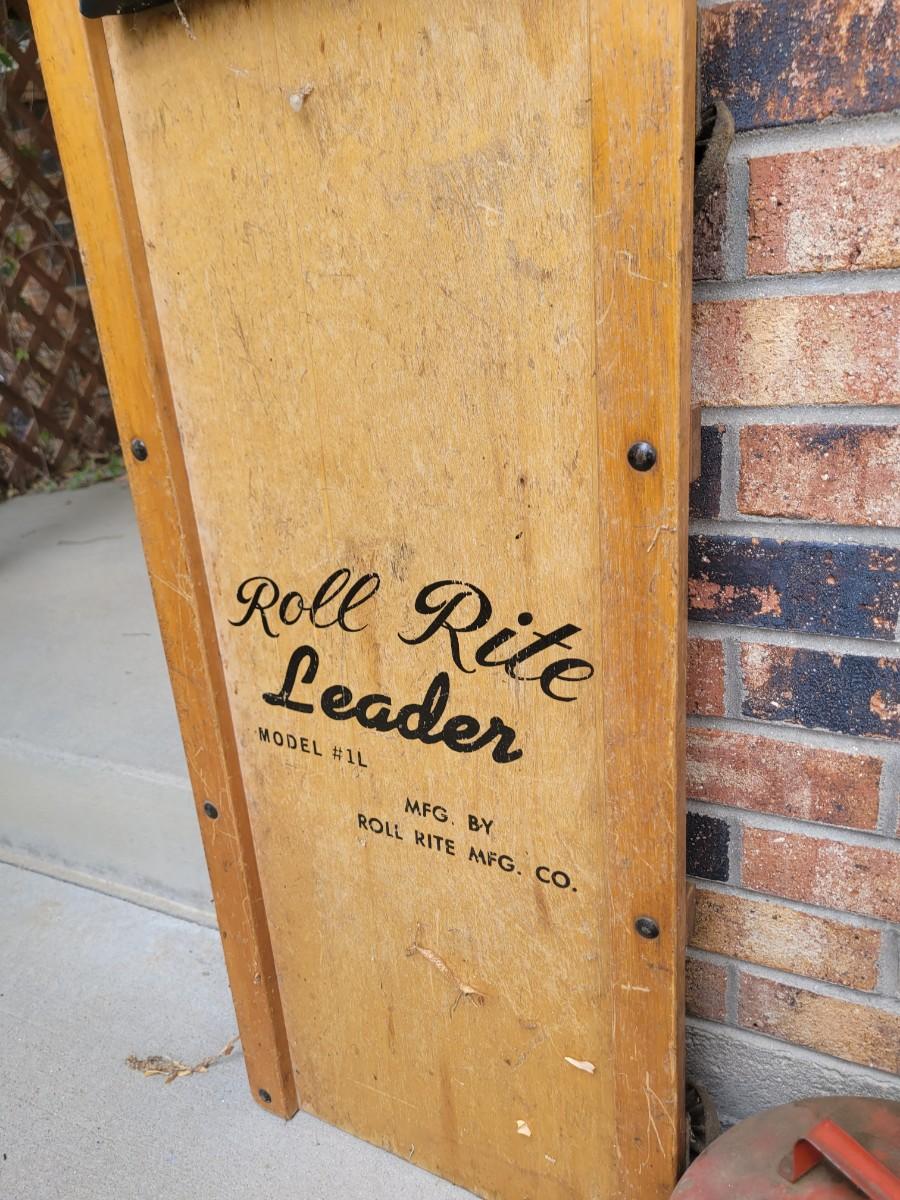 Roll Rite
Leader
MODEL #1L
MFG. BY
ROLL RITE MFG. CO.